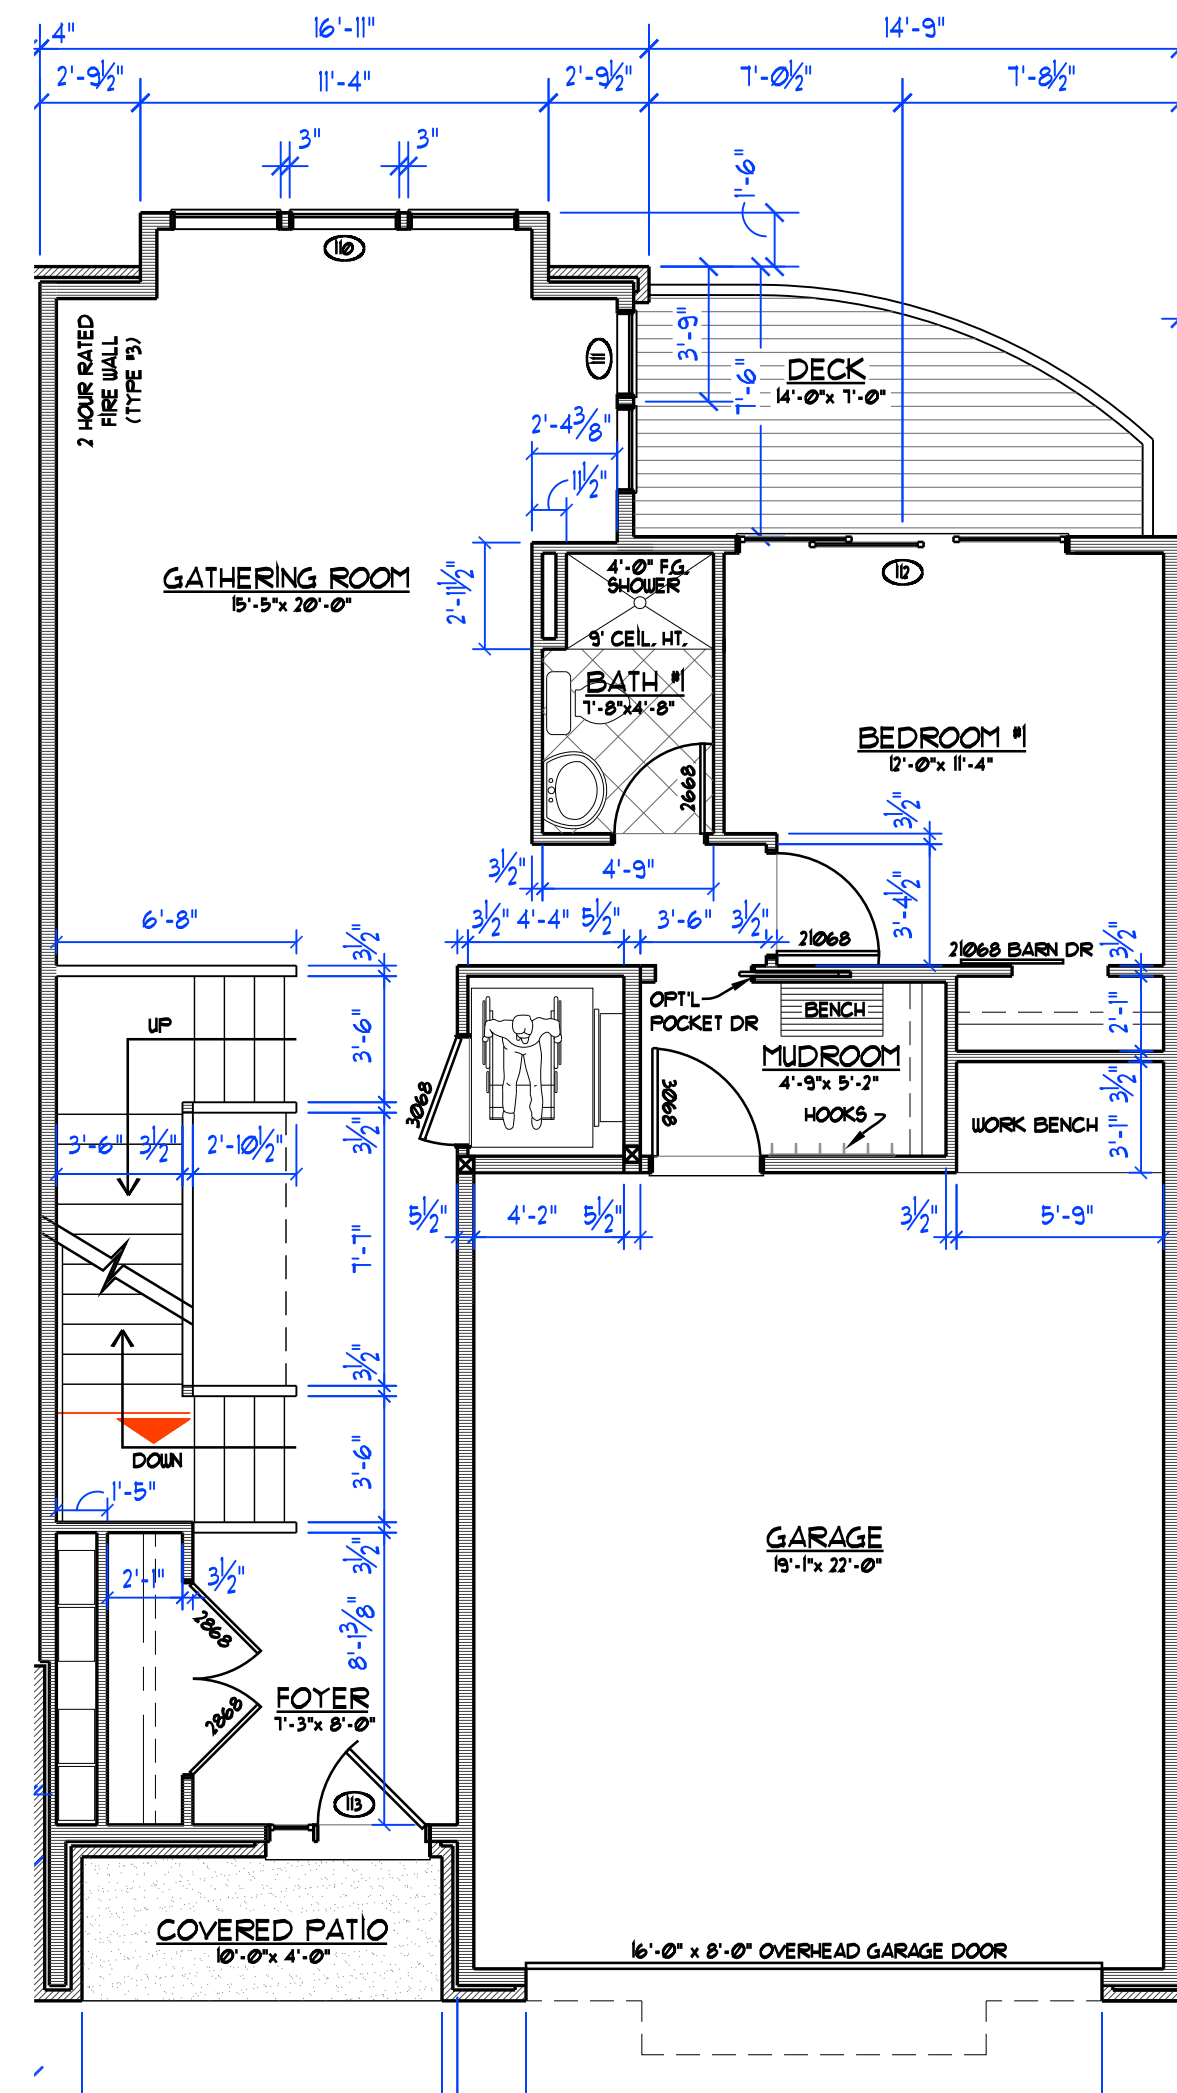 4"
16'-11"
14'-9"
2'-9½"
11'-4"
2'-9½"
7'-0½"
7'-8½"
3"
3"
1'-6"
110
2 HOUR RATED
FIRE WALL
(TYPE #3)
111
3'-9"
7'-6"
DECK
14'-0"x 7'-0"
2'-4⅜"
11½"
GATHERING ROOM
15'-5"x 20'-0"
2'-11½"
4'-0" F.G.
SHOWER
9' CEIL. HT.
112
BATH #1
7'-8"x4'-8"
2668
BEDROOM #1
12'-0"x 11'-4"
3½"
3'-4½"
3½"
4'-9"
6'-8"
3½"
3½"
4'-4"
5½"
3'-6"
3½"
21068
21068 BARN DR
3½"
UP
3'-6"
OPT'L
POCKET DR
BENCH
2'-1"
MUDROOM
4'-9"x 5'-2"
3068
3068
HOOKS
3½"
WORK BENCH
3'-1"
3'-6"
3½"
2'-10½"
3½"
5½"
4'-2"
5½"
3½"
5'-9"
7'-7"
3½"
DOWN
3'-6"
1'-5"
3½"
2'-1"
3½"
GARAGE
19'-1"x 22'-0"
2868
8'-1⅜"
2868
FOYER
7'-3"x 8'-0"
113
COVERED PATIO
10'-0"x 4'-0"
16'-0" x 8'-0" OVERHEAD GARAGE DOOR